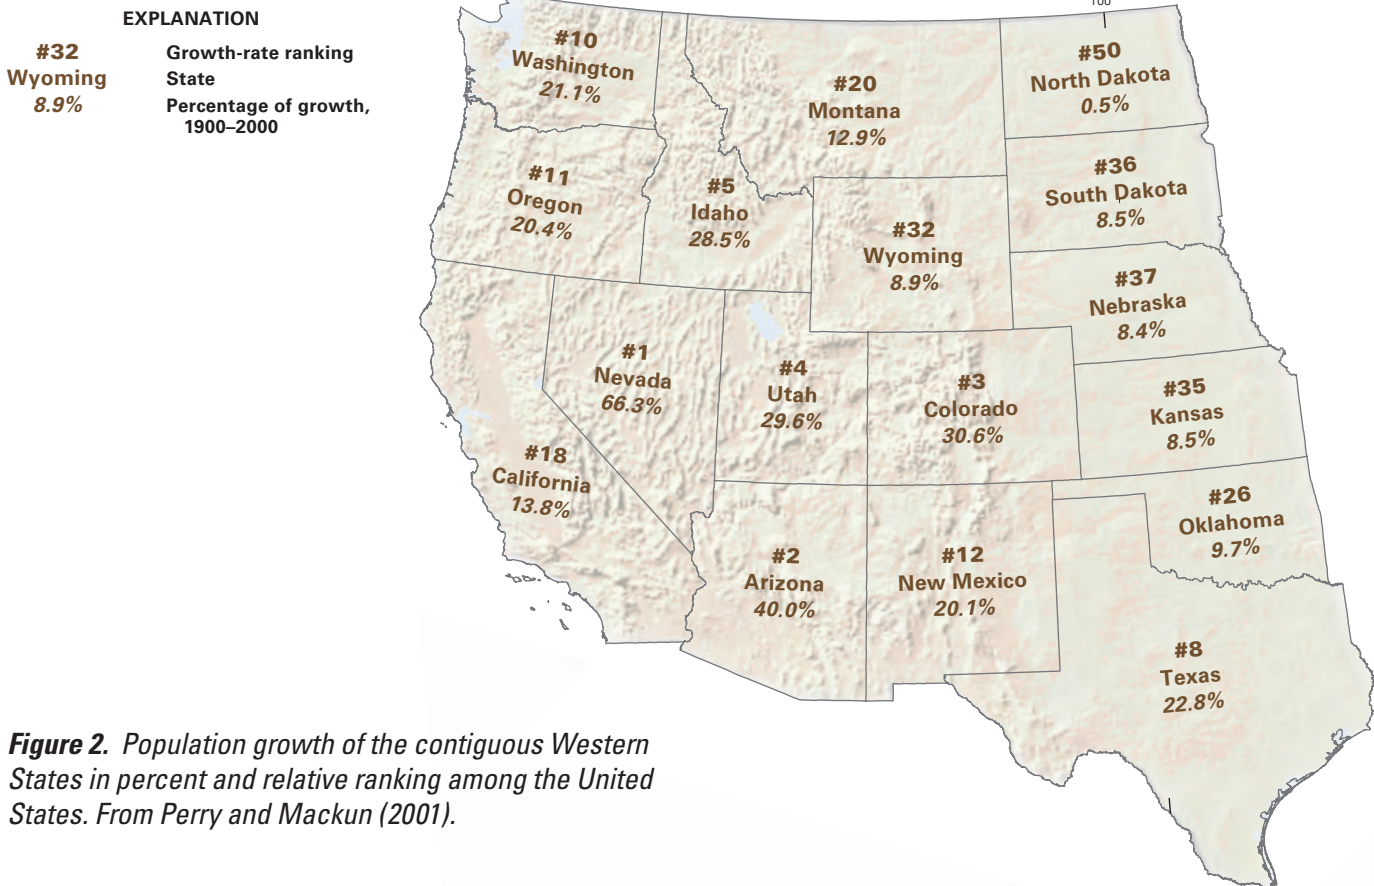 100°
EXPLANATION
#32 Growth-rate ranking
Wyoming State
8.9% Percentage of growth,
1900–2000
#10
Washington
21.1%
#20
Montana
12.9%
#50
North Dakota
0.5%
#11
Oregon
20.4%
#5
Idaho
28.5%
#36
South Dakota
8.5%
#32
Wyoming
8.9%
#37
Nebraska
8.4%
#1
Nevada
66.3%
#4
Utah
29.6%
#3
Colorado
30.6%
#35
Kansas
8.5%
#18
California
13.8%
#26
Oklahoma
9.7%
#2
Arizona
40.0%
#12
New Mexico
20.1%
#8
Texas
22.8%
Figure 2. Population growth of the contiguous Western
States in percent and relative ranking among the United
States. From Perry and Mackun (2001).